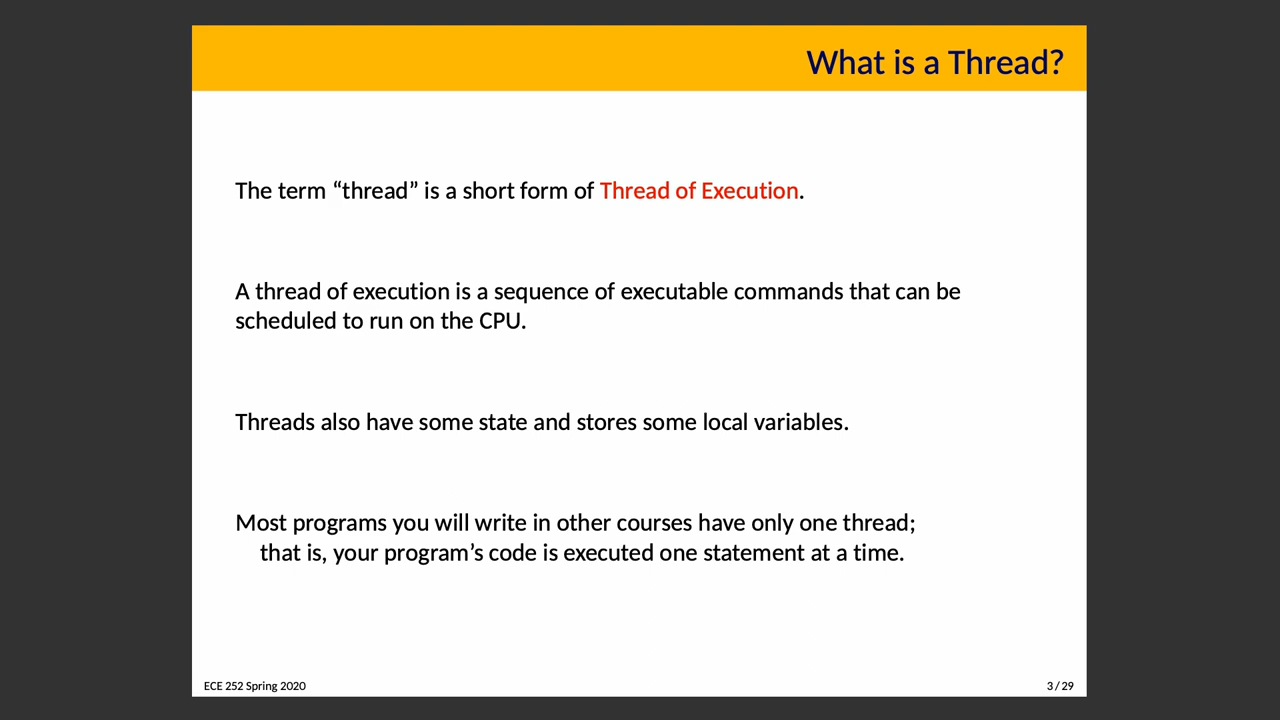 What is a Thread?
The term “thread” is a short form of Thread of Execution.
A thread of execution is a sequence of executable commands that can be
scheduled to run on the CPU.
Threads also have some state and stores some local variables.
Most programs you will write in other courses have only one thread;
that is, your program’s code is executed one statement at a time.
ECE 252 Spring 2020
3 / 29